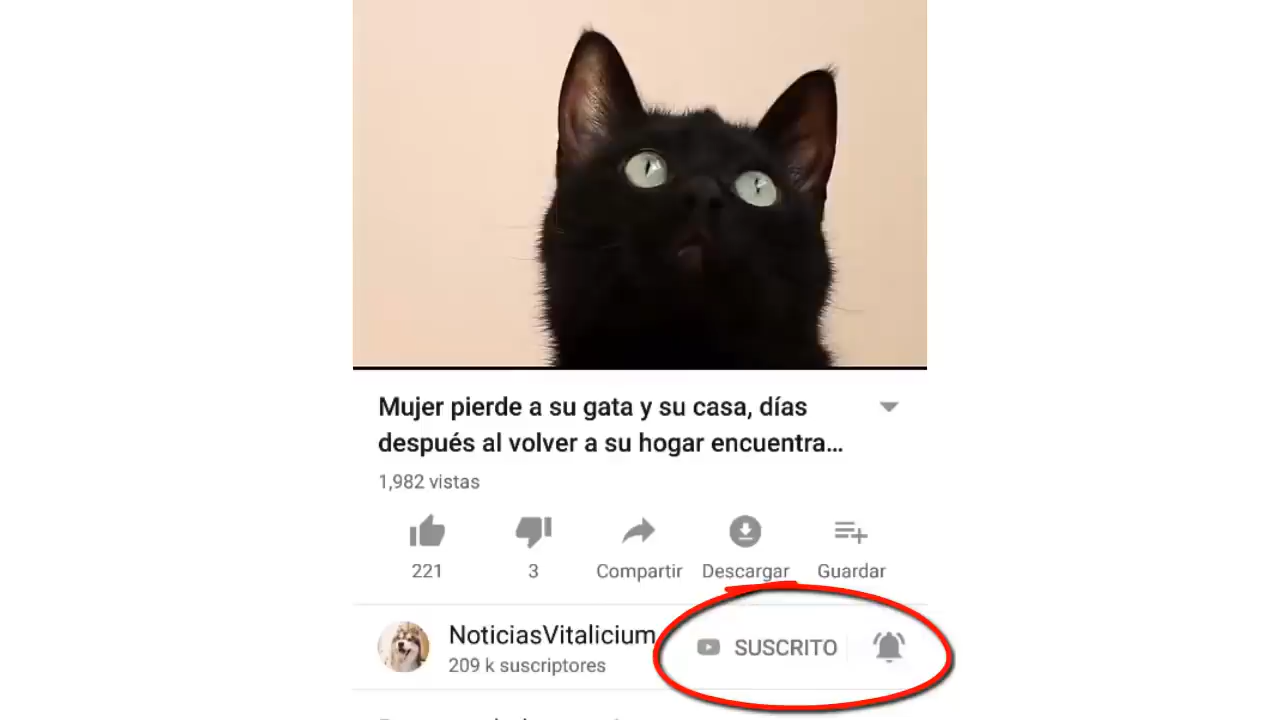 Mujer pierde a su gata y su casa, días
después al volver a su hogar encuentra...
1,982 vistas
221
3
Compartir
Descargar
Guardar
NoticiasVitalicium
SUSCRITO
209 k suscriptores